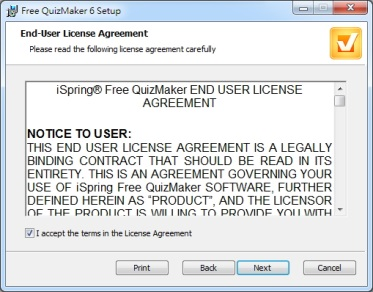 Free QuizMaker 6 Setup
End-User License Agreement
Please read the following license agreement carefully
iSpring® Free QuizMaker END USER LICENSE
AGREEMENT
NOTICE TO USER:
THIS END USER LICENSE AGREEMENT IS A LEGALLY
BINDING CONTRACT THAT SHOULD BE READ IN ITS
ENTIRETY. THIS IS AN AGREEMENT GOVERNING YOUR
USE OF iSpring Free QuizMaker SOFTWARE, FURTHER
DEFINED HEREIN AS "PRODUCT", AND THE LICENSOR
OF THE PRODUCT IS WILLING TO PROVIDE YOU WITH
I accept the terms in the License Agreement
Print Back Next Cancel